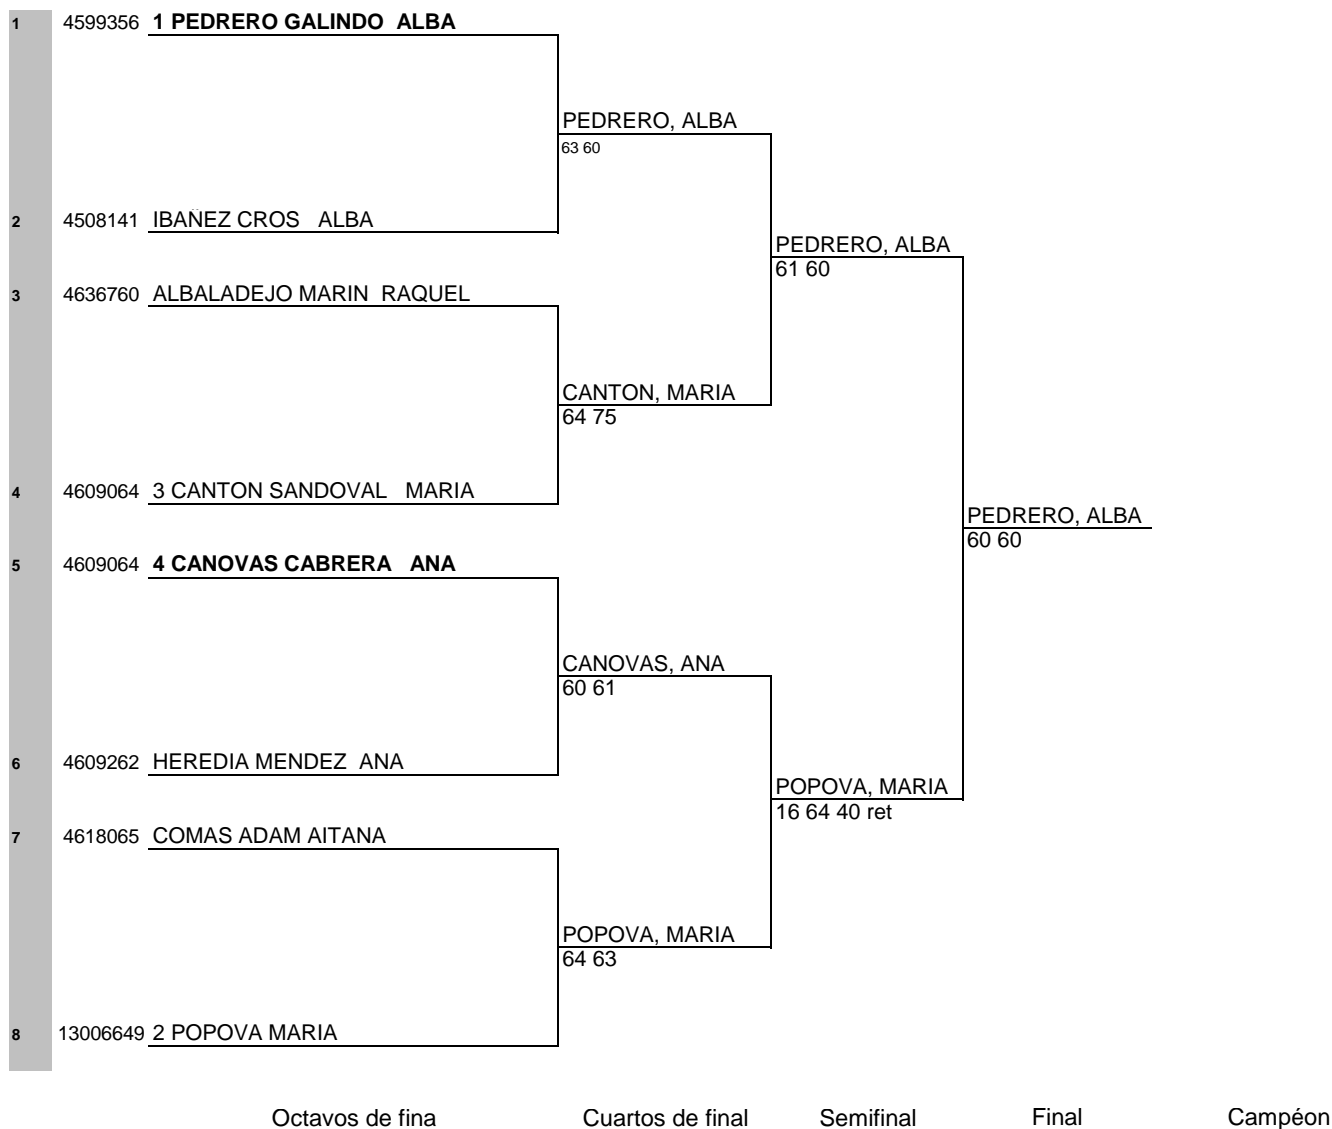 1 4599356 1 PEDRERO GALINDO ALBA
PEDRERO, ALBA
63 60
2 4508141 IBAÑEZ CROS ALBA
PEDRERO, ALBA
61 60
3 4636760 ALBALADEJO MARIN RAQUEL
CANTON, MARIA
64 75
4 4609064 3 CANTON SANDOVAL MARIA
PEDRERO, ALBA
60 60
5 4609064 4 CANOVAS CABRERA ANA
CANOVAS, ANA
60 61
6 4609262 HEREDIA MENDEZ ANA
POPOVA, MARIA
16 64 40 ret
7 4618065 COMAS ADAM AITANA
POPOVA, MARIA
64 63
8 13006649 2 POPOVA MARIA
Octavos de fina Cuartos de final Semifinal Final Campéon